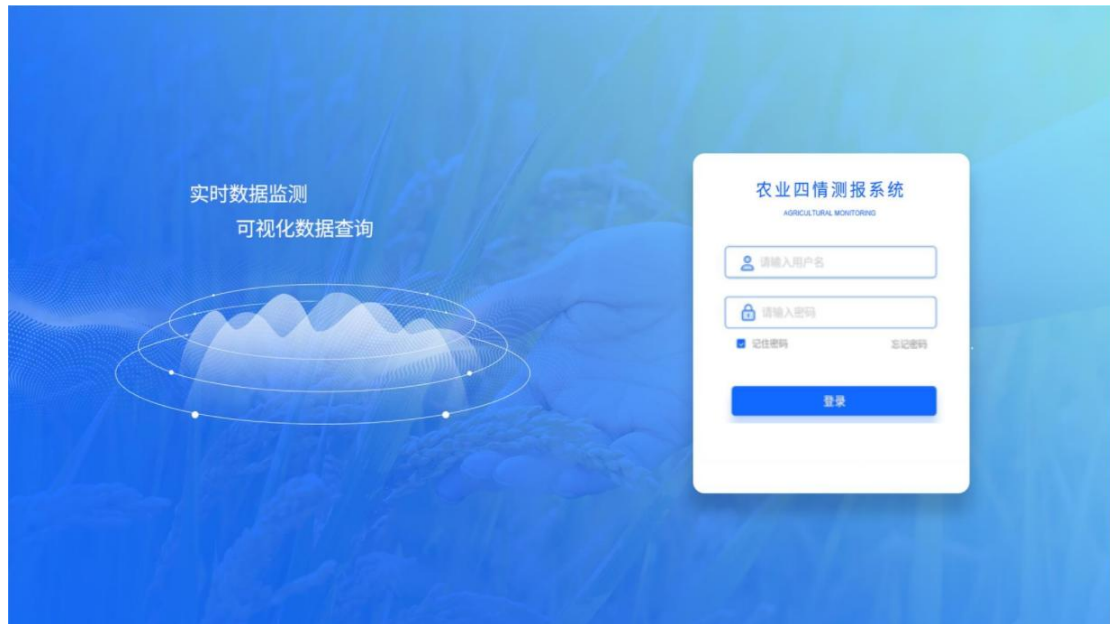 实时数据监测
可视化数据查询
农业四情测报系统
AGRICULTURAL MONITORING
请输入用户名
请输入密码
记住密码 忘记密码
登录